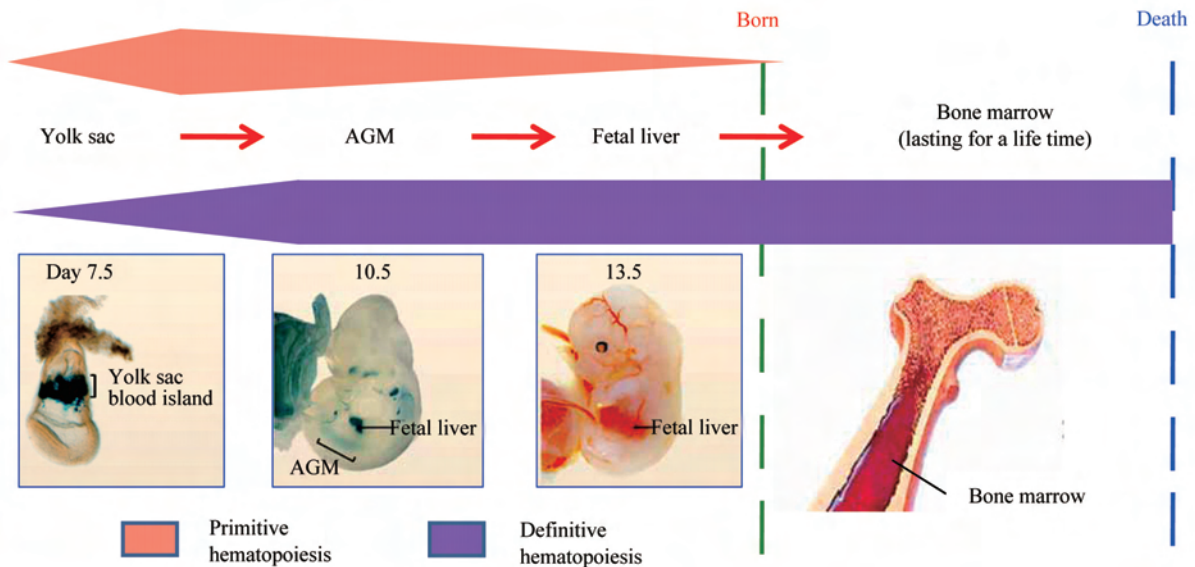 Born
Death
Yolk sac
AGM
Fetal liver
Bone marrow
(lasting for a life time)
Day 7.5
10.5
13.5
Yolk sac
blood island
Fetal liver
AGM
Fetal liver
Bone marrow
Primitive
hematopoiesis
Definitive
hematopoiesis